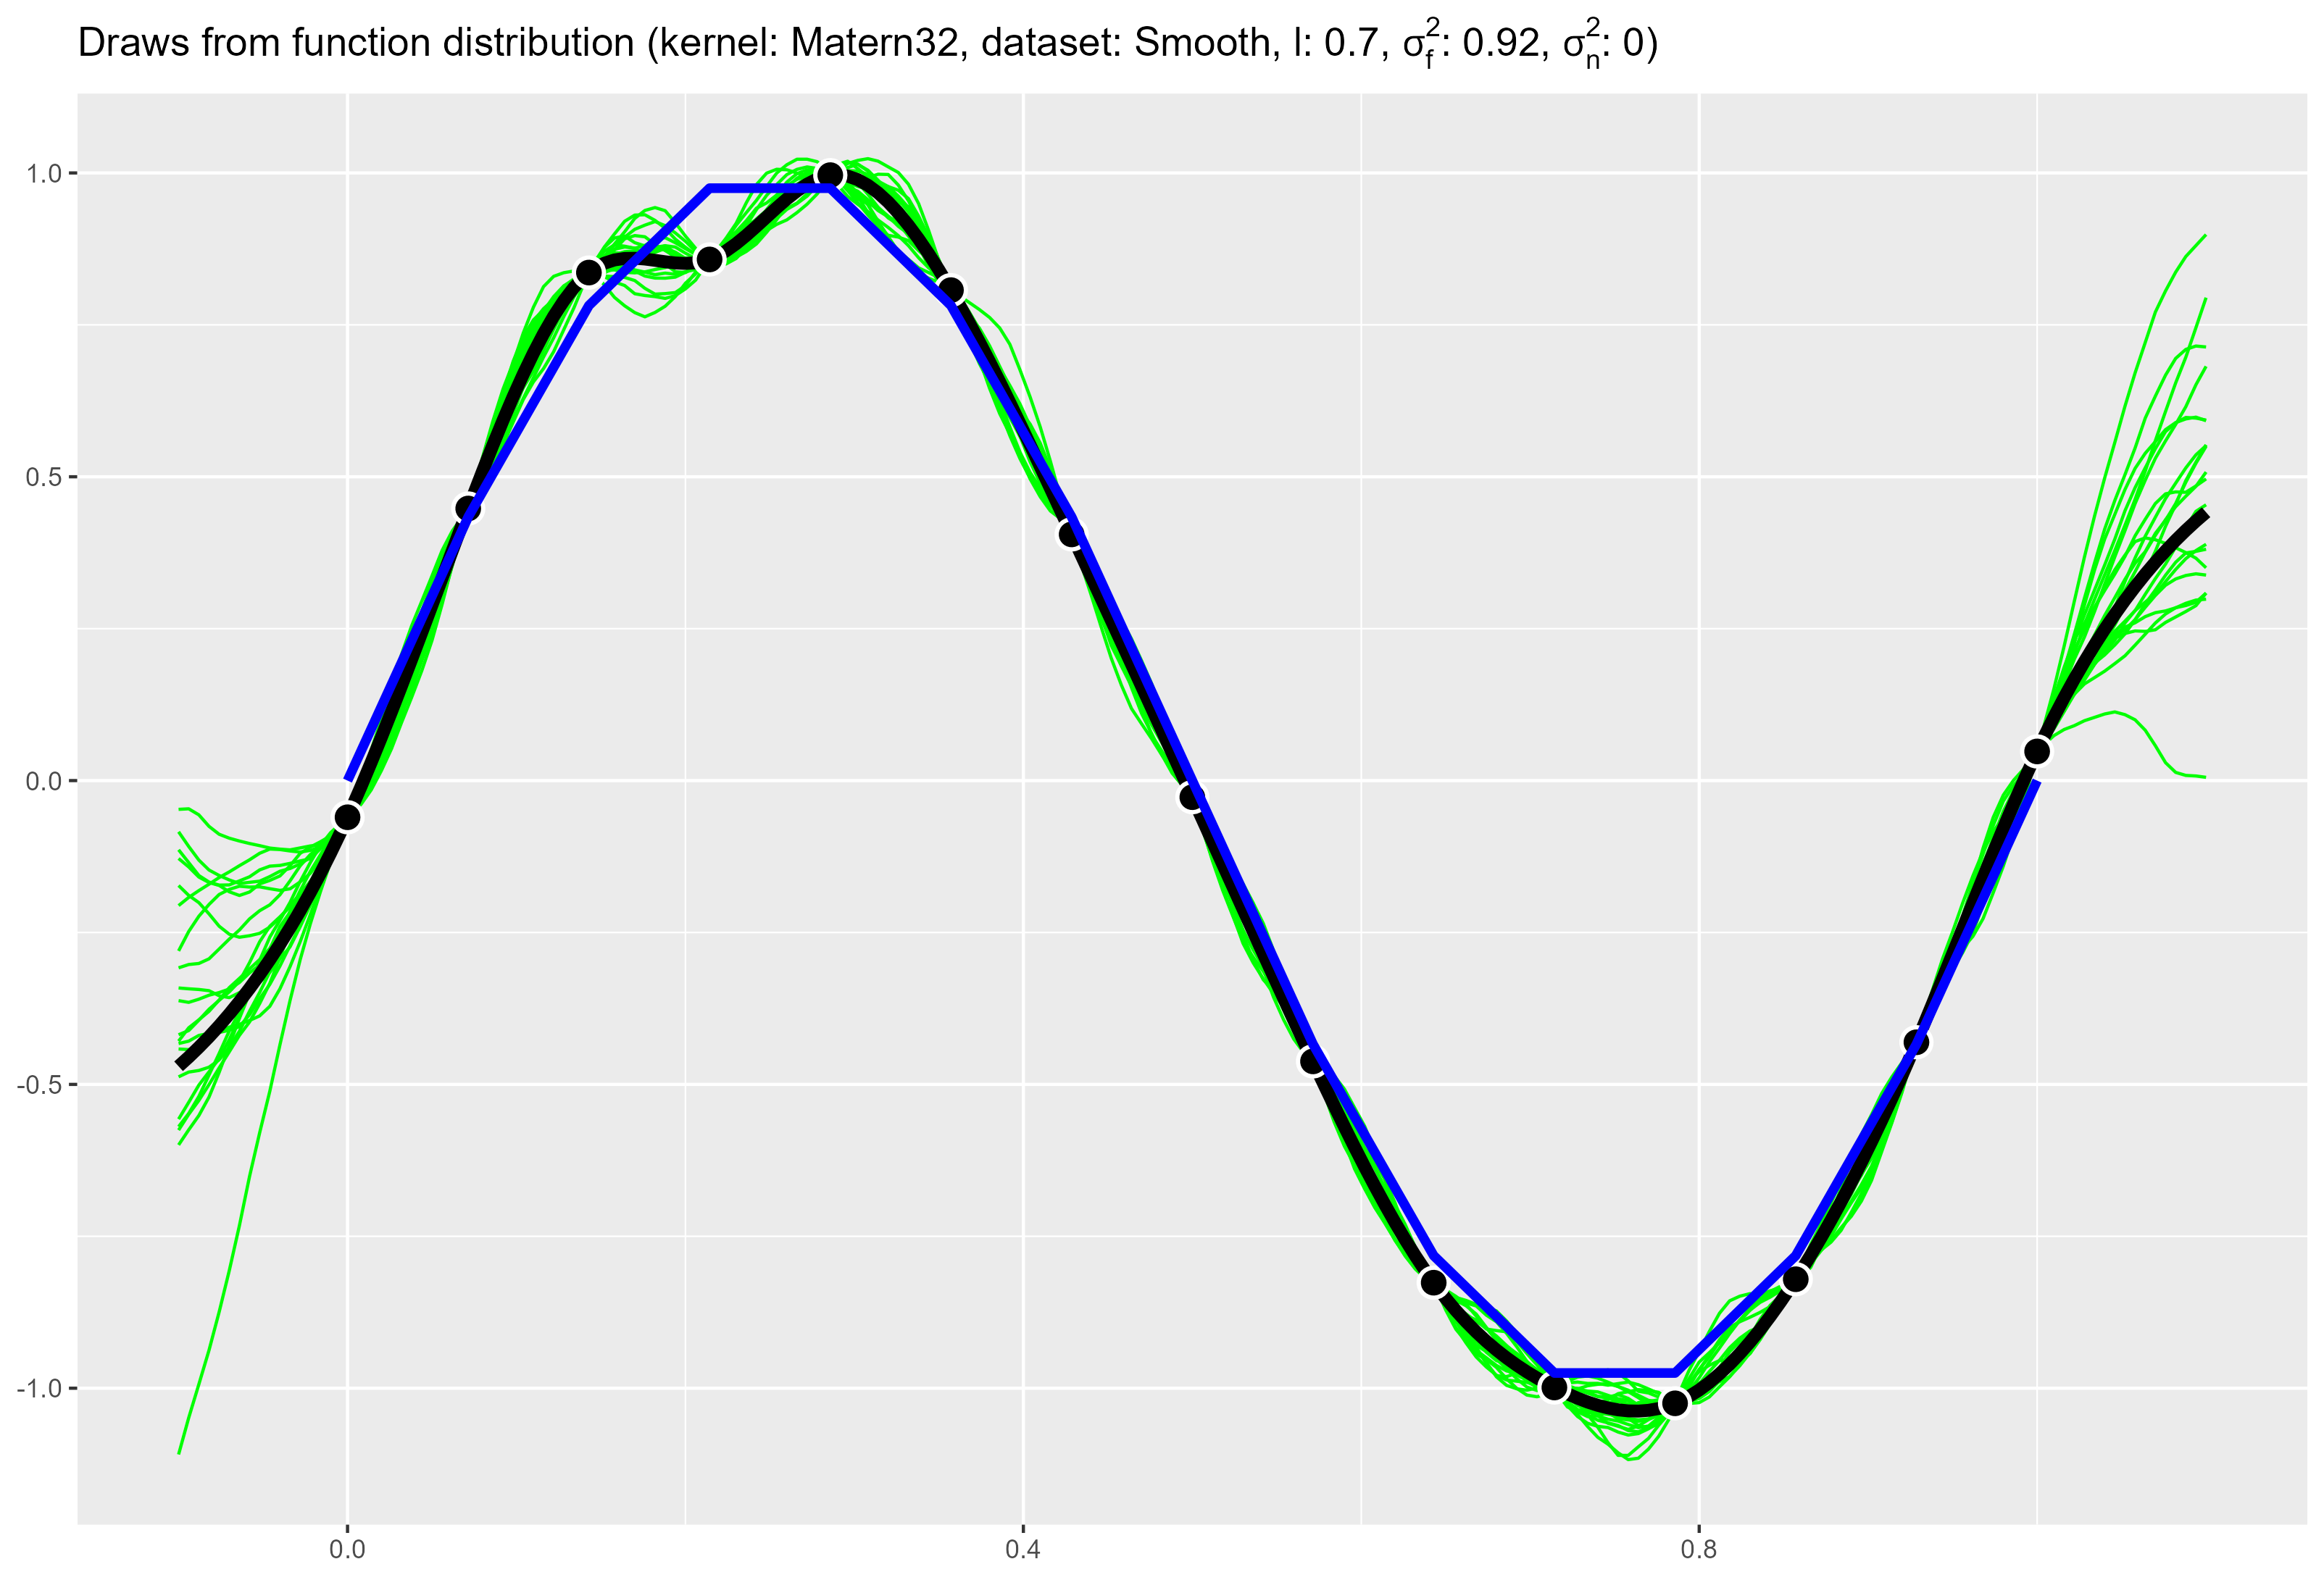 Draws from function distribution (kernel: Matern32, dataset: Smooth, l: 0.7, σ²f: 0.92, σ²n: 0)
1.0
0.5
0.0
-0.5
-1.0
0.0 0.4 0.8